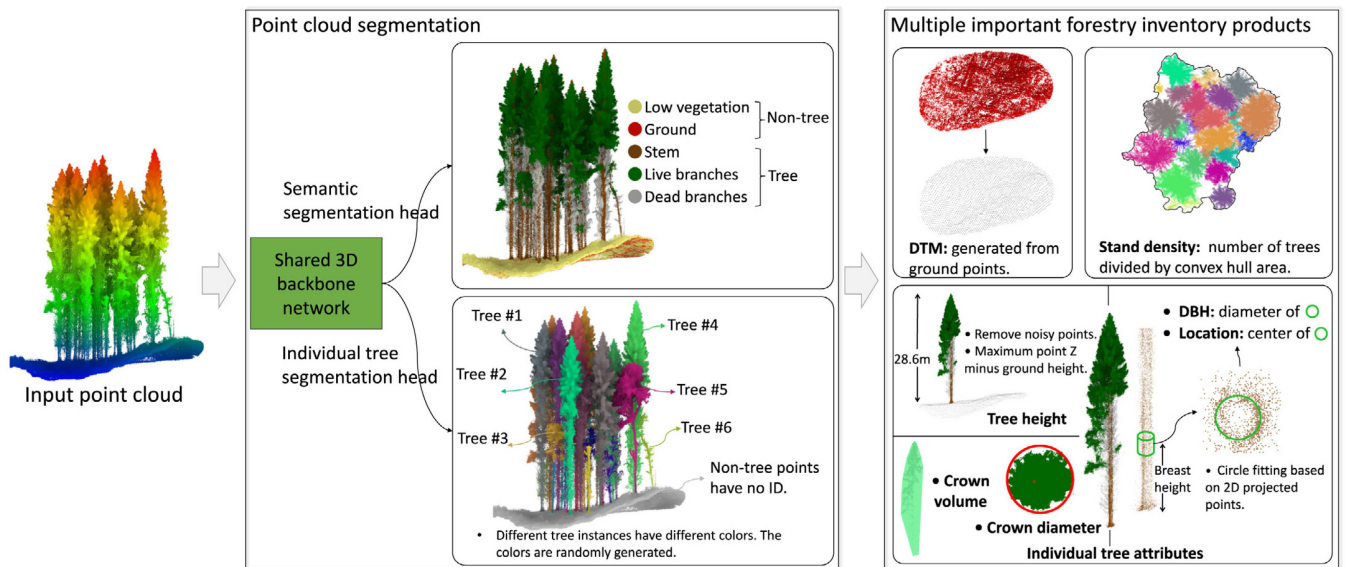 Input point cloud
Point cloud segmentation
Semantic
segmentation head
Shared 3D
backbone
network
Individual tree
segmentation head
Low vegetation
Ground
Non-tree
Stem
Live branches
Dead branches
Tree
Tree #1
Tree #2
Tree #3
Tree #4
Tree #5
Tree #6
Non-tree points
have no ID.
• Different tree instances have different colors. The
colors are randomly generated.
Multiple important forestry inventory products
DTM: generated from
ground points.
Stand density: number of trees
divided by convex hull area.
28.6m
• Remove noisy points.
• Maximum point Z
minus ground height.
Tree height
• Crown
volume
• Crown diameter
• DBH: diameter of
• Location: center of
Breast
height
• Circle fitting based
on 2D projected
points.
Individual tree attributes